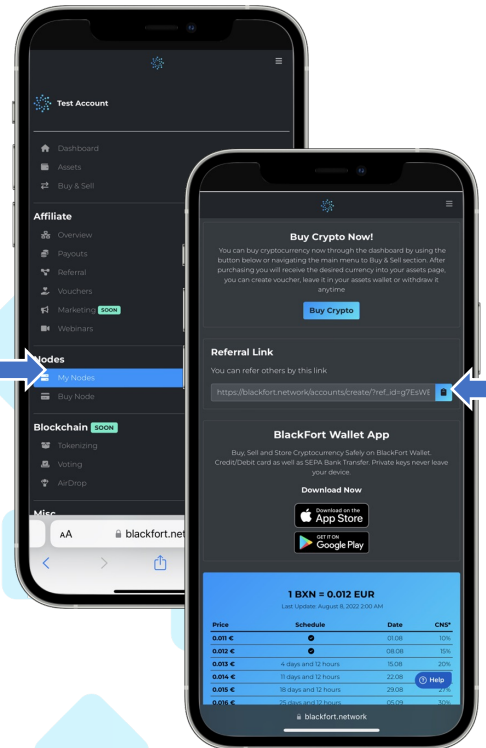 Test Account
Dashboard
Assets
Buy & Sell
Affiliate
Overview
Payouts
Referral
Vouchers
Marketing SOON
Webinars
Nodes
My Nodes
Buy Node
Blockchain SOON
Tokenizing
Voting
AirDrop
Misc
AA blackfort.net
Buy Crypto Now!
You can buy cryptocurrency now through the dashboard by using the
button below or navigating the main menu to Buy & Sell section. After
purchasing you will receive the desired currency into your assets page,
you can create voucher, leave it in your assets wallet or withdraw it
anytime
Buy Crypto
Referral Link
You can refer others by this link
https://blackfort.network/accounts/create/?ref_id=g7EsWE
BlackFort Wallet App
Buy, Sell and Store Cryptocurrency Safely on BlackFort Wallet.
Credit/Debit card as well as SEPA Bank Transfer. Private keys never leave
your device.
Download Now
Download on the
App Store
GET IT ON
Google Play
1 BXN = 0.012 EUR
Last Update: August 8, 2022 2:00 AM
Price Schedule Date CNS*
0.011 € 01.08 10%
0.012 € 08.08 15%
0.013 € 4 days and 12 hours 15.08 20%
0.014 € 11 days and 12 hours 22.08
Help
0.015 € 18 days and 12 hours 29.08 27%
0.016 € 25 days and 12 hours 05.09 30%
blackfort.network